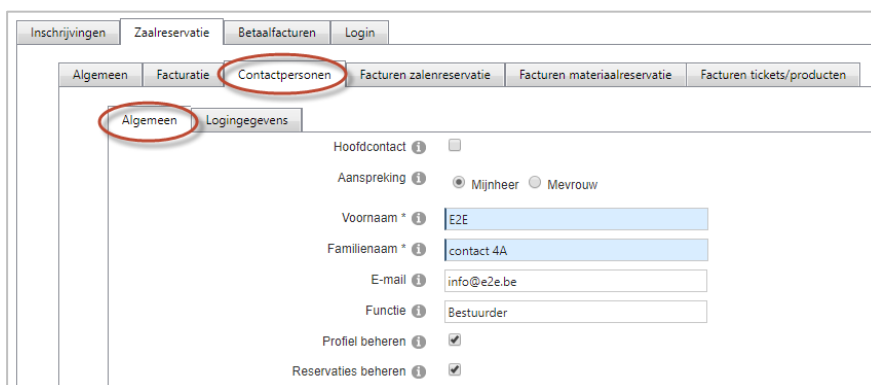 Inschrijvingen Zaalreservatie Betaalfacturen Login
Algemeen Facturatie Contactpersonen Facturen zalenreservatie Facturen materiaalreservatie Facturen tickets/producten
Algemeen Logingegevens
Hoofdcontact
Aanspreking Mijnheer Mevrouw
Voornaam * E2E
Familienaam * contact 4A
E-mail info@e2e.be
Functie Bestuurder
Profiel beheren
Reservaties beheren